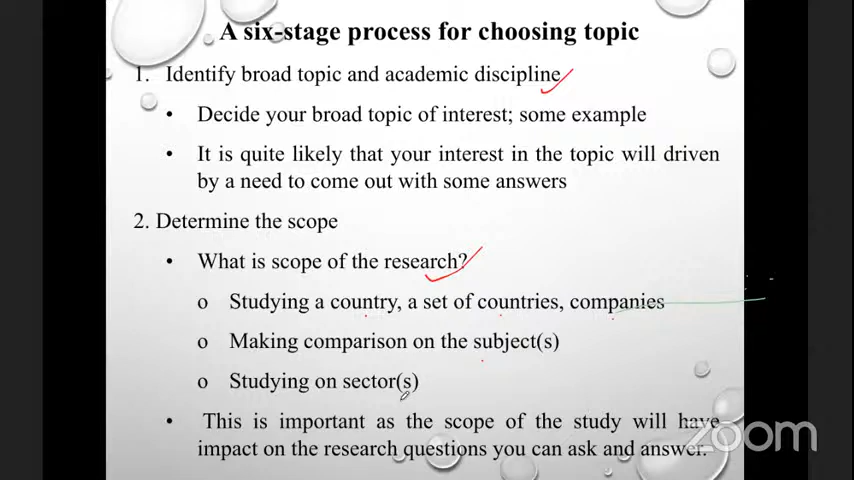 A six-stage process for choosing topic
1. Identify broad topic and academic discipline
• Decide your broad topic of interest; some example
• It is quite likely that your interest in the topic will driven
by a need to come out with some answers
2. Determine the scope
• What is scope of the research?
o Studying a country, a set of countries, companies
o Making comparison on the subject(s)
o Studying on sector(s)
• This is important as the scope of the study will have
impact on the research questions you can ask and answer.
zoom